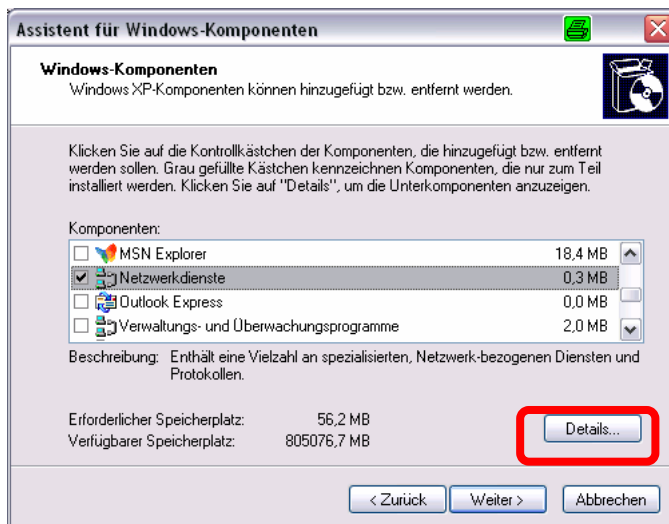 Assistent für Windows-Komponenten
Windows-Komponenten
Windows XP-Komponenten können hinzugefügt bzw. entfernt werden.
Klicken Sie auf die Kontrollkästchen der Komponenten, die hinzugefügt bzw. entfernt
werden sollen. Grau gefüllte Kästchen kennzeichnen Komponenten, die nur zum Teil
installiert werden. Klicken Sie auf "Details", um die Unterkomponenten anzuzeigen.
Komponenten:
MSN Explorer 18,4 MB
Netzwerkdienste 0,3 MB
Outlook Express 0,0 MB
Verwaltungs- und Überwachungsprogramme 2,0 MB
Beschreibung: Enthält eine Vielzahl an spezialisierten, Netzwerk-bezogenen Diensten und
Protokollen.
Erforderlicher Speicherplatz: 56,2 MB
Verfügbarer Speicherplatz: 805076,7 MB
Details...
< Zurück Weiter > Abbrechen